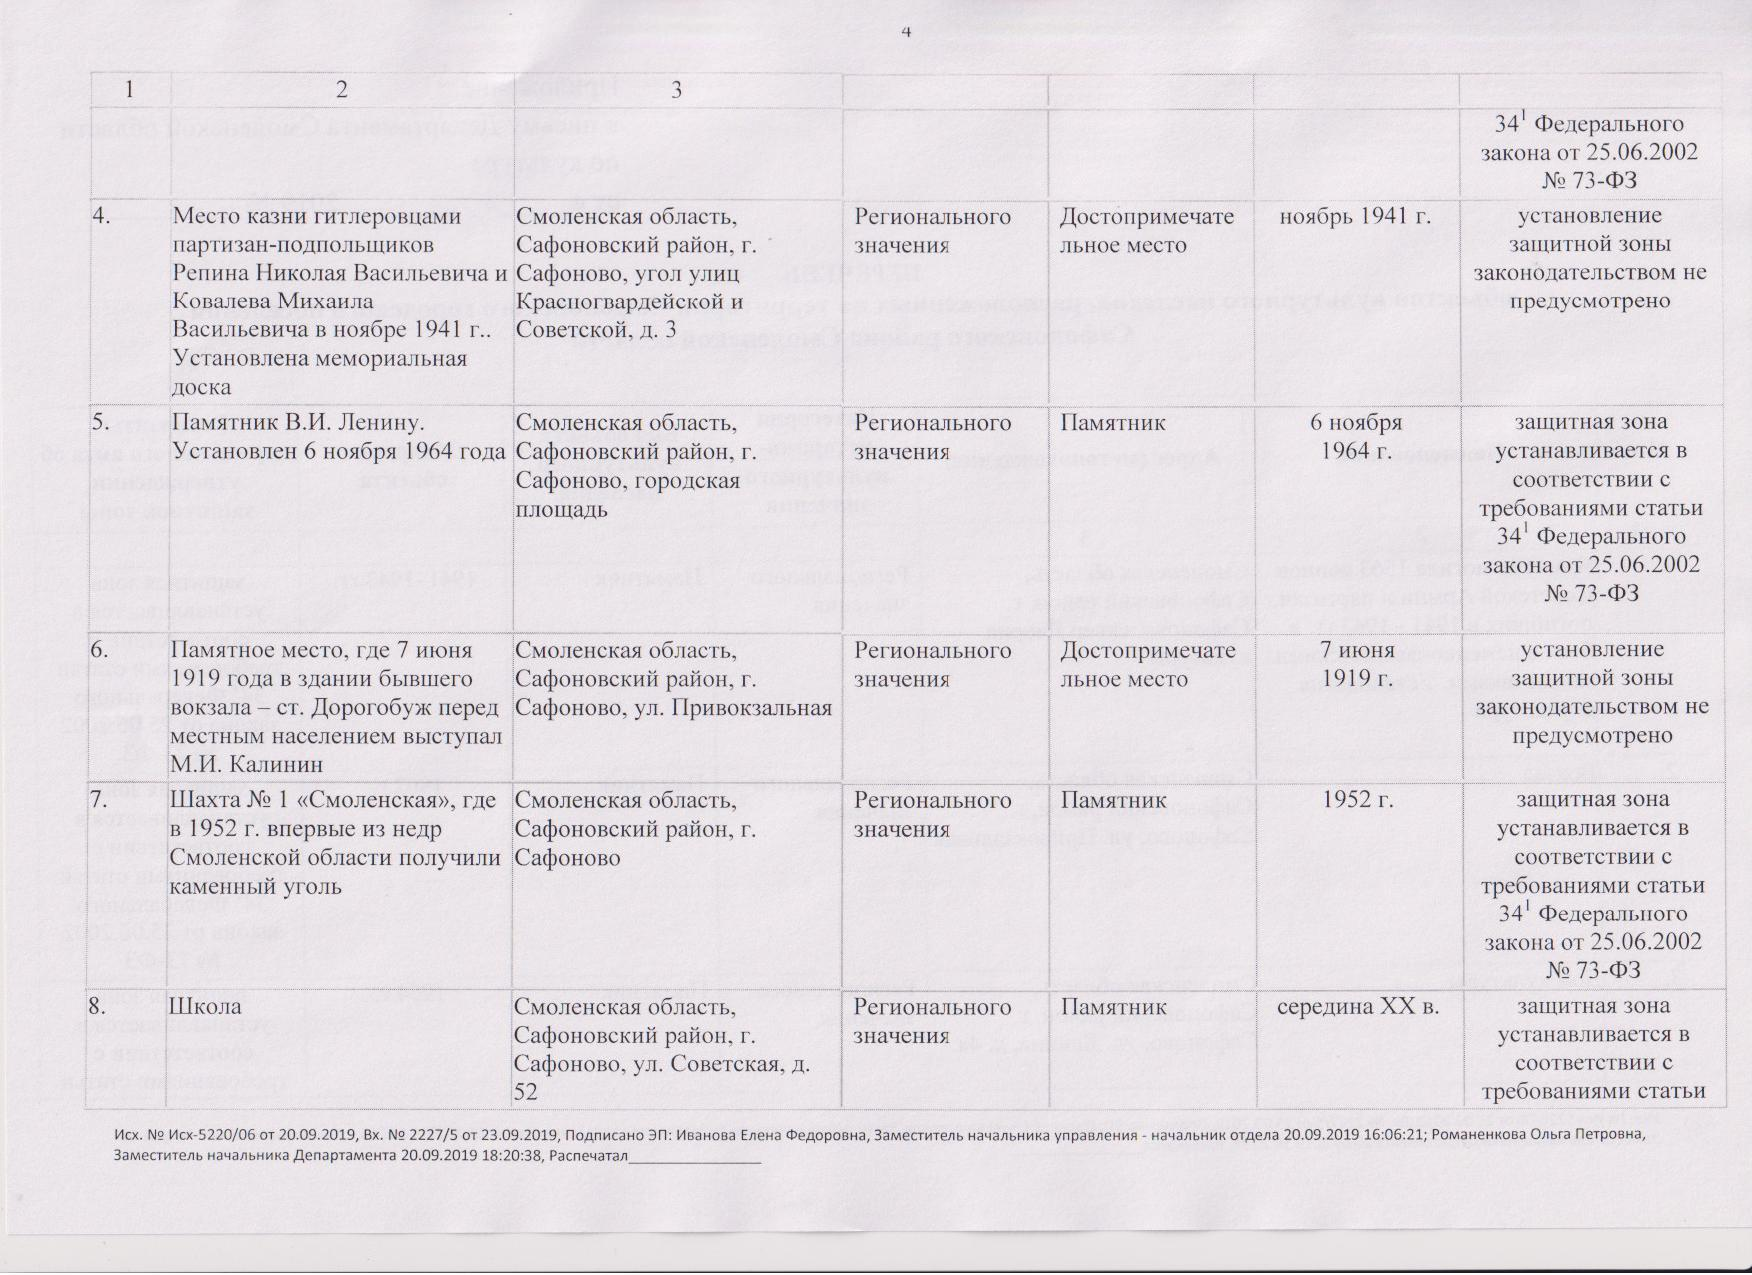 4
1 2 3
34¹ Федерального
закона от 25.06.2002
№ 73-ФЗ
4. Место казни гитлеровцами
партизан-подпольщиков
Репина Николая Васильевича и
Ковалева Михаила
Васильевича в ноябре 1941 г..
Установлена мемориальная
доска
Смоленская область,
Сафоновский район, г.
Сафоново, угол улиц
Красногвардейской и
Советской, д. 3
Регионального
значения
Достопримечате
льное место
ноябрь 1941 г.
установление
защитной зоны
законодательством не
предусмотрено
5. Памятник В.И. Ленину.
Установлен 6 ноября 1964 года
Смоленская область,
Сафоновский район, г.
Сафоново, городская
площадь
Регионального
значения
Памятник
6 ноября
1964 г.
защитная зона
устанавливается в
соответствии с
требованиями статьи
34¹ Федерального
закона от 25.06.2002
№ 73-ФЗ
6. Памятное место, где 7 июня
1919 года в здании бывшего
вокзала – ст. Дорогобуж перед
местным населением выступал
М.И. Калинин
Смоленская область,
Сафоновский район, г.
Сафоново, ул. Привокзальная
Регионального
значения
Достопримечате
льное место
7 июня
1919 г.
установление
защитной зоны
законодательством не
предусмотрено
7. Шахта № 1 «Смоленская», где
в 1952 г. впервые из недр
Смоленской области получили
каменный уголь
Смоленская область,
Сафоновский район, г.
Сафоново
Регионального
значения
Памятник
1952 г.
защитная зона
устанавливается в
соответствии с
требованиями статьи
34¹ Федерального
закона от 25.06.2002
№ 73-ФЗ
8. Школа
Смоленская область,
Сафоновский район, г.
Сафоново, ул. Советская, д.
52
Регионального
значения
Памятник
середина XX в.
защитная зона
устанавливается в
соответствии с
требованиями статьи
Исх. № Исх-5220/06 от 20.09.2019, Вх. № 2227/5 от 23.09.2019, Подписано ЭП: Иванова Елена Федоровна, Заместитель начальника управления - начальник отдела 20.09.2019 16:06:21; Романенкова Ольга Петровна,
Заместитель начальника Департамента 20.09.2019 18:20:38, Распечатал________________